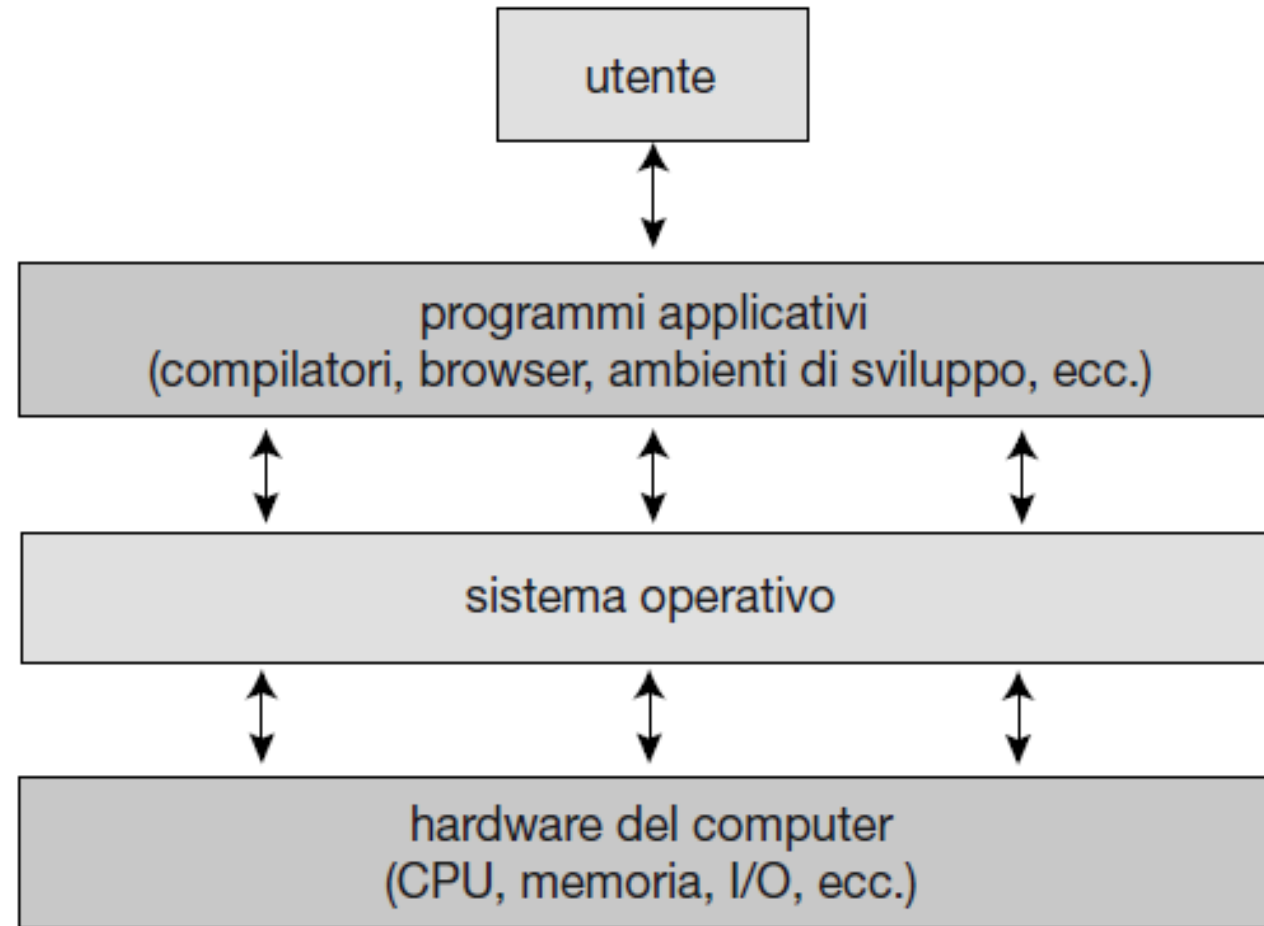 utente
programmi applicativi
(compilatori, browser, ambienti di sviluppo, ecc.)
sistema operativo
hardware del computer
(CPU, memoria, I/O, ecc.)